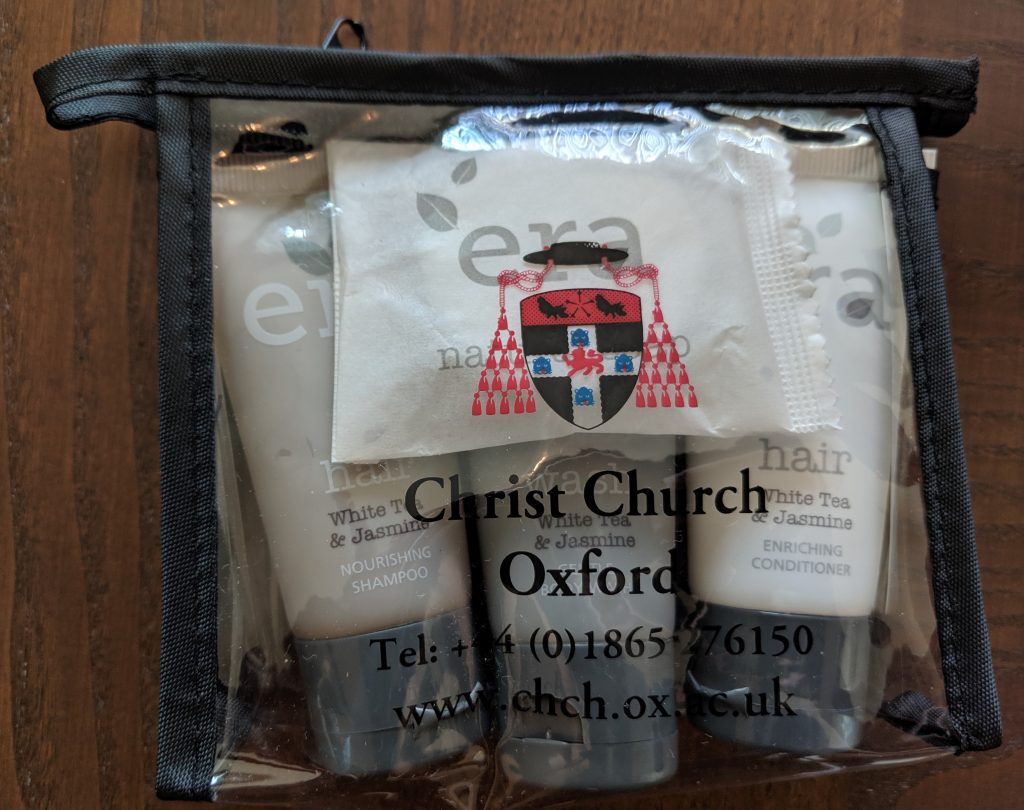 era
era
era
hair
White Tea
& Jasmine
NOURISHING
SHAMPOO
wash
White Tea
& Jasmine
hair
White Tea
& Jasmine
ENRICHING
CONDITIONER
Christ Church
Oxford
Tel: +44 (0)1865 276150
www.chch.ox.ac.uk